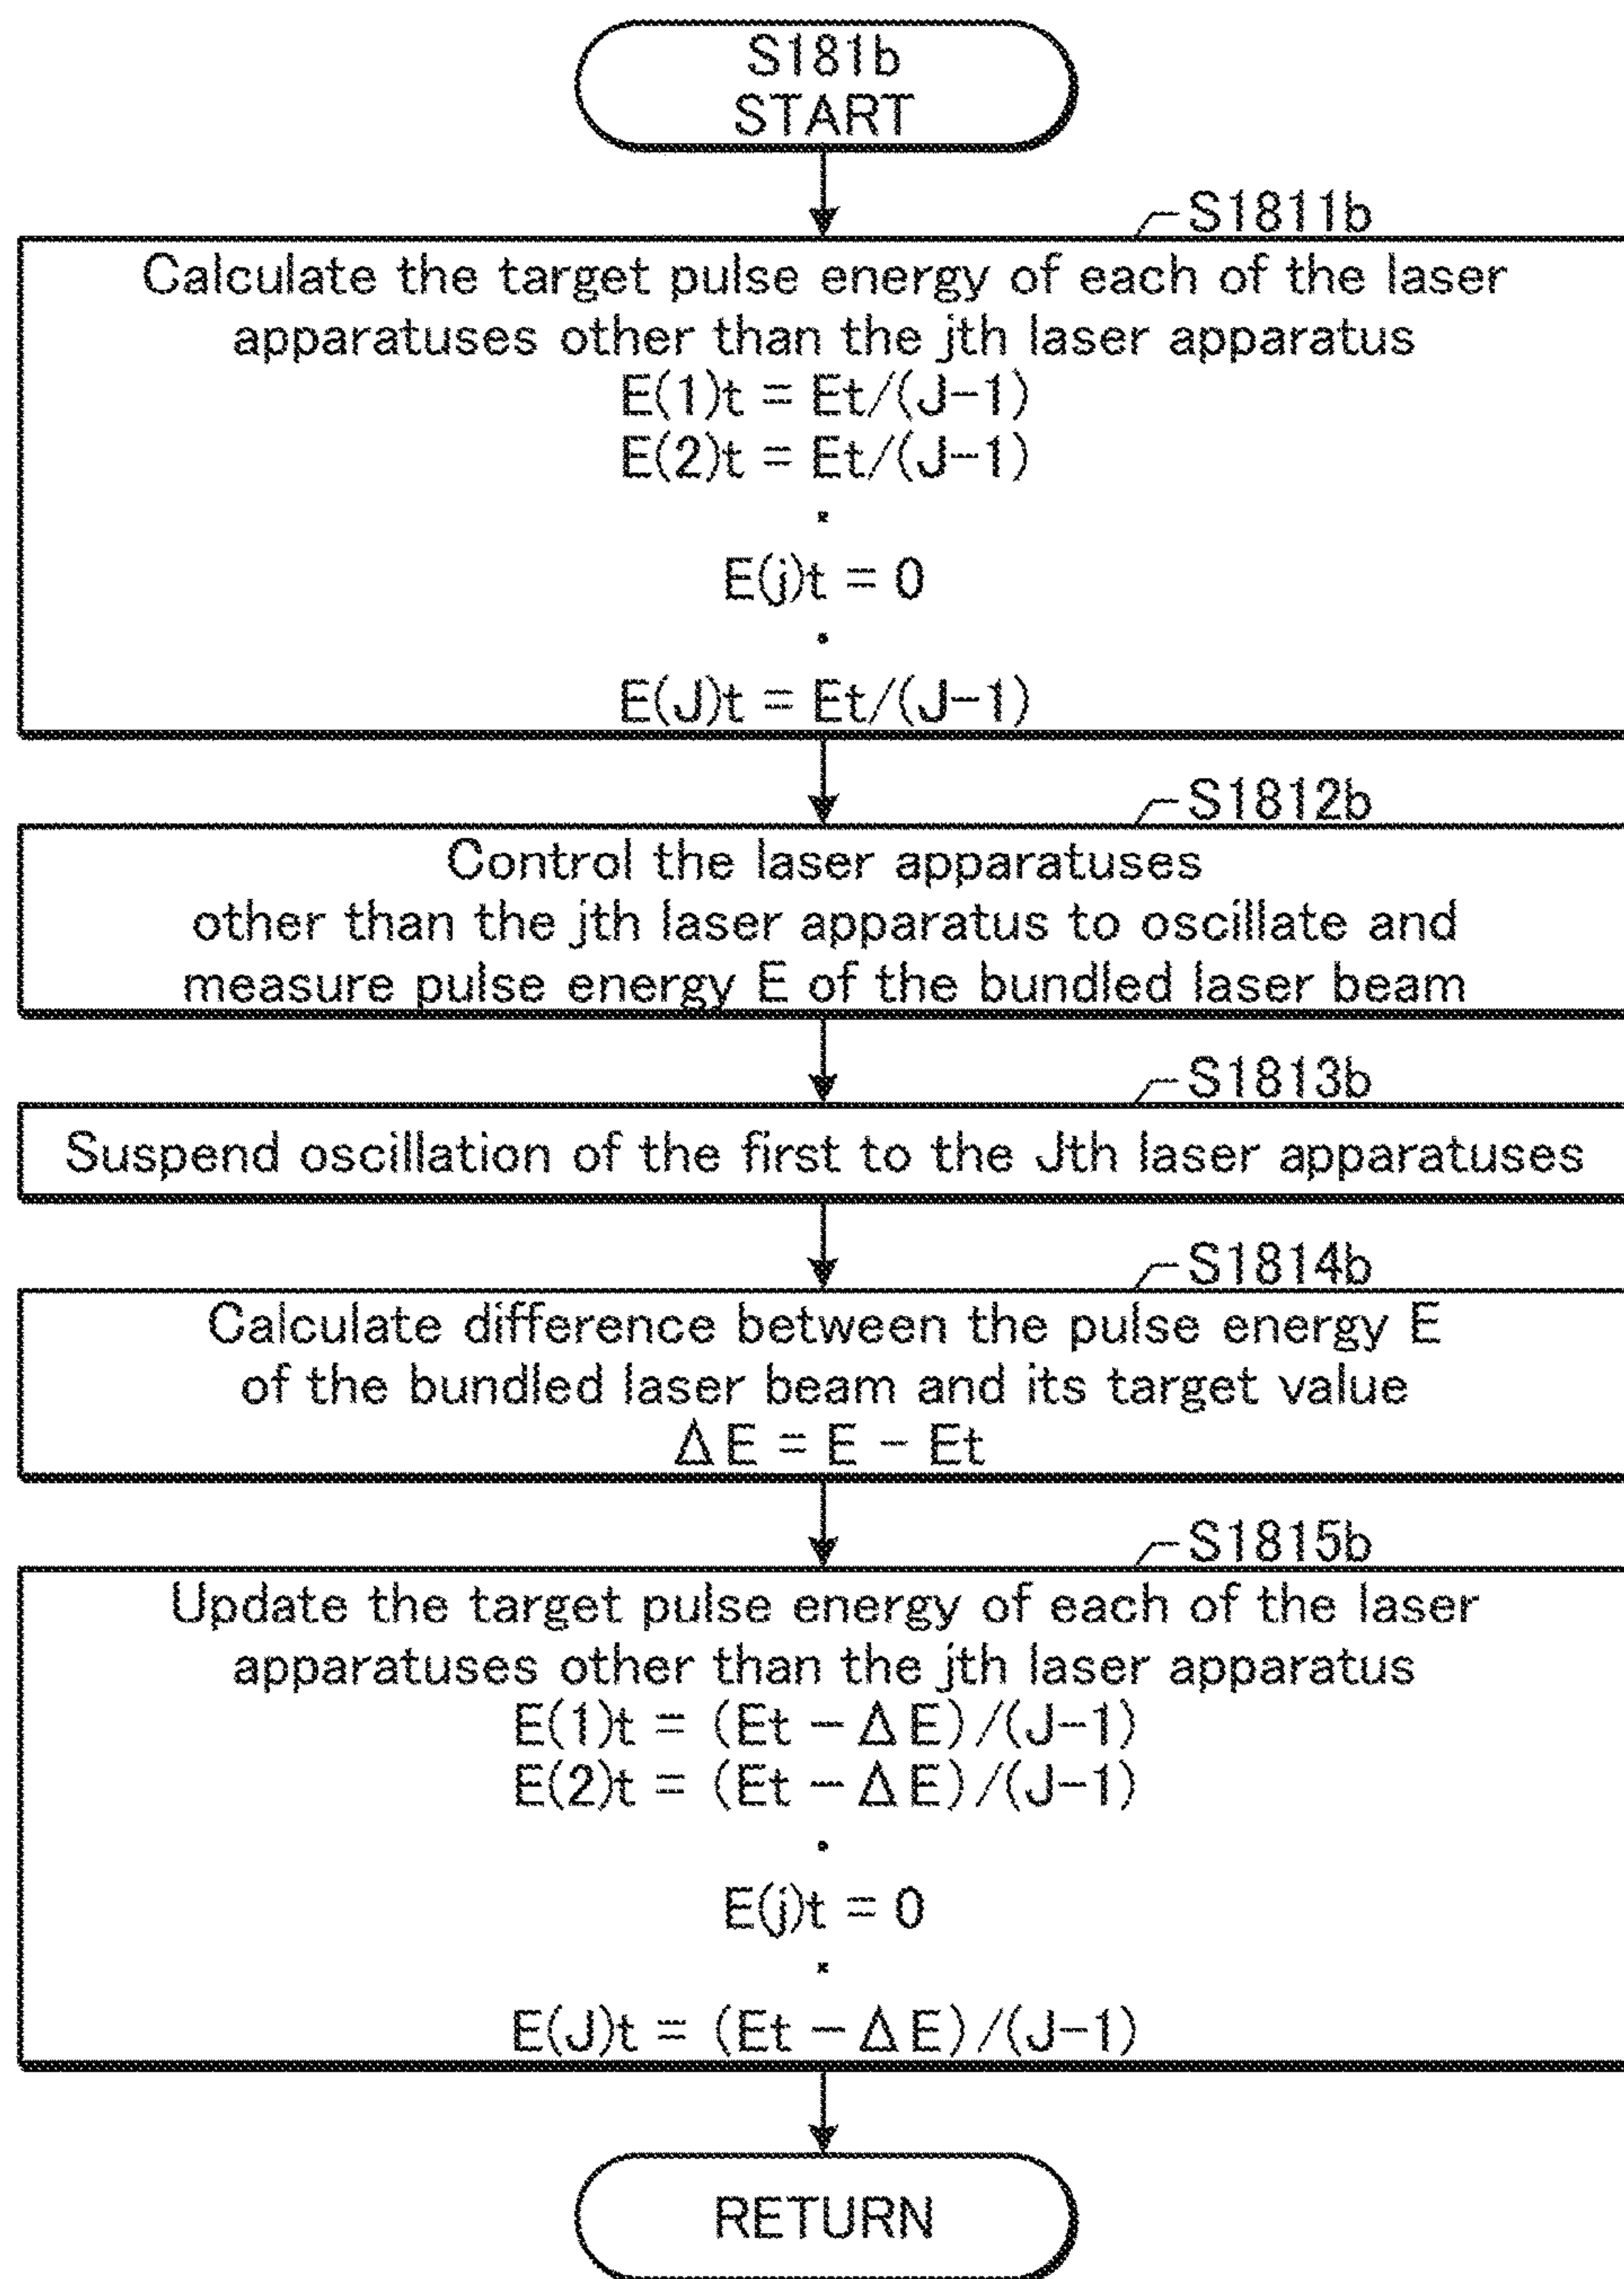 S181b
START
S1811b
Calculate the target pulse energy of each of the laser
apparatuses other than the jth laser apparatus
E(1)t = Et/(J-1)
E(2)t = Et/(J-1)
.
E(j)t = 0
.
E(J)t = Et/(J-1)
S1812b
Control the laser apparatuses
other than the jth laser apparatus to oscillate and
measure pulse energy E of the bundled laser beam
S1813b
Suspend oscillation of the first to the Jth laser apparatuses
S1814b
Calculate difference between the pulse energy E
of the bundled laser beam and its target value
ΔE = E - Et
S1815b
Update the target pulse energy of each of the laser
apparatuses other than the jth laser apparatus
E(1)t = (Et - ΔE)/(J-1)
E(2)t = (Et - ΔE)/(J-1)
.
E(j)t = 0
.
E(J)t = (Et - ΔE)/(J-1)
RETURN